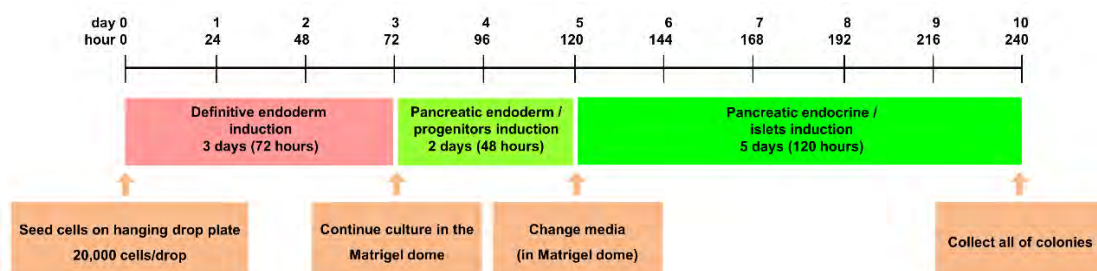 day 0 1 2 3 4 5 6 7 8 9 10
hour 0 24 48 72 96 120 144 168 192 216 240
Definitive endoderm
induction
3 days (72 hours)
Pancreatic endoderm /
progenitors induction
2 days (48 hours)
Pancreatic endocrine /
islets induction
5 days (120 hours)
Seed cells on hanging drop plate
20,000 cells/drop
Continue culture in the
Matrigel dome
Change media
(in Matrigel dome)
Collect all of colonies